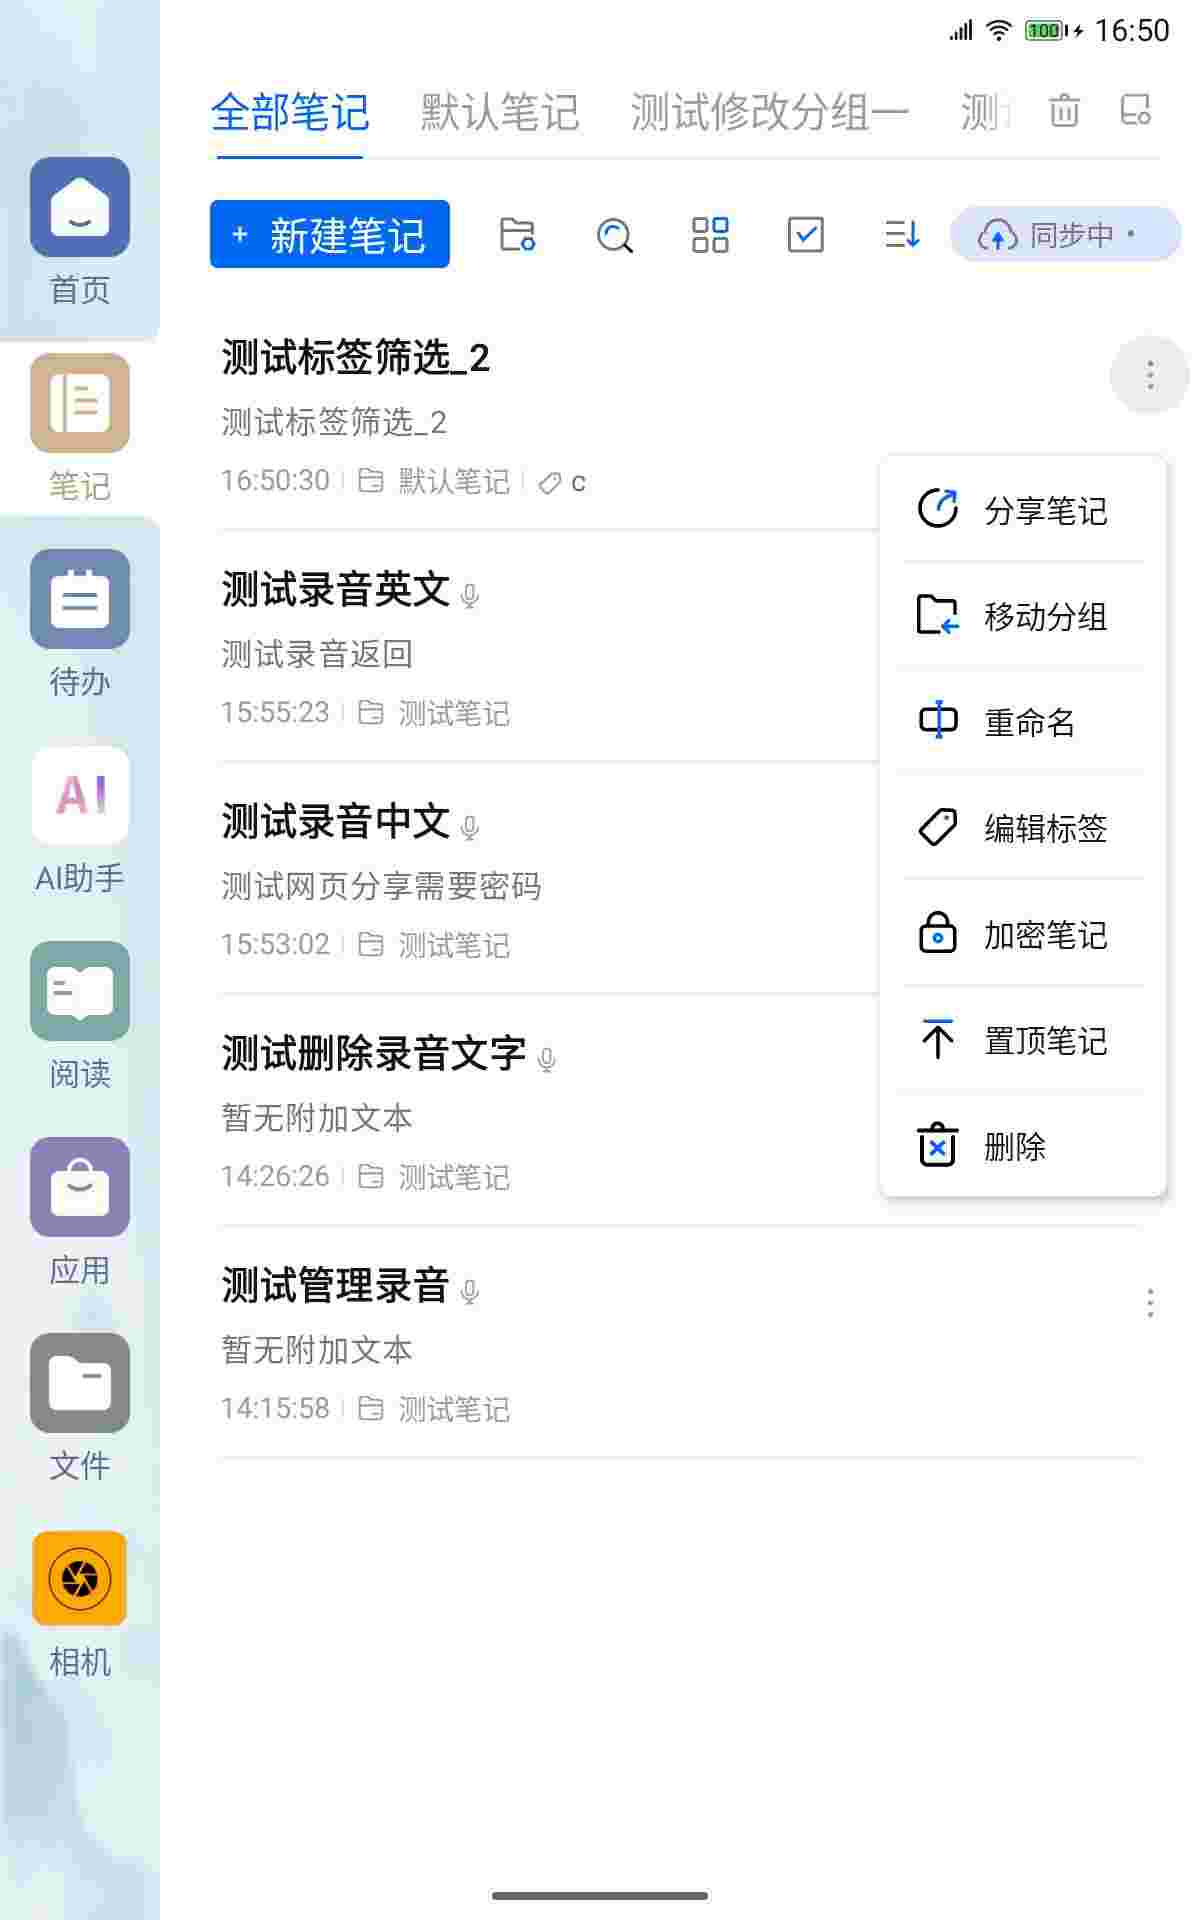 100 16:50
全部笔记 默认笔记 测试修改分组一 测
+ 新建笔记 同步中
首页
笔记
待办
AI
AI助手
阅读
应用
文件
相机
测试标签筛选_2
测试标签筛选_2
16:50:30 默认笔记 c
测试录音英文
测试录音返回
15:55:23 测试笔记
测试录音中文
测试网页分享需要密码
15:53:02 测试笔记
测试删除录音文字
暂无附加文本
14:26:26 测试笔记
测试管理录音
暂无附加文本
14:15:58 测试笔记
分享笔记
移动分组
重命名
编辑标签
加密笔记
置顶笔记
删除